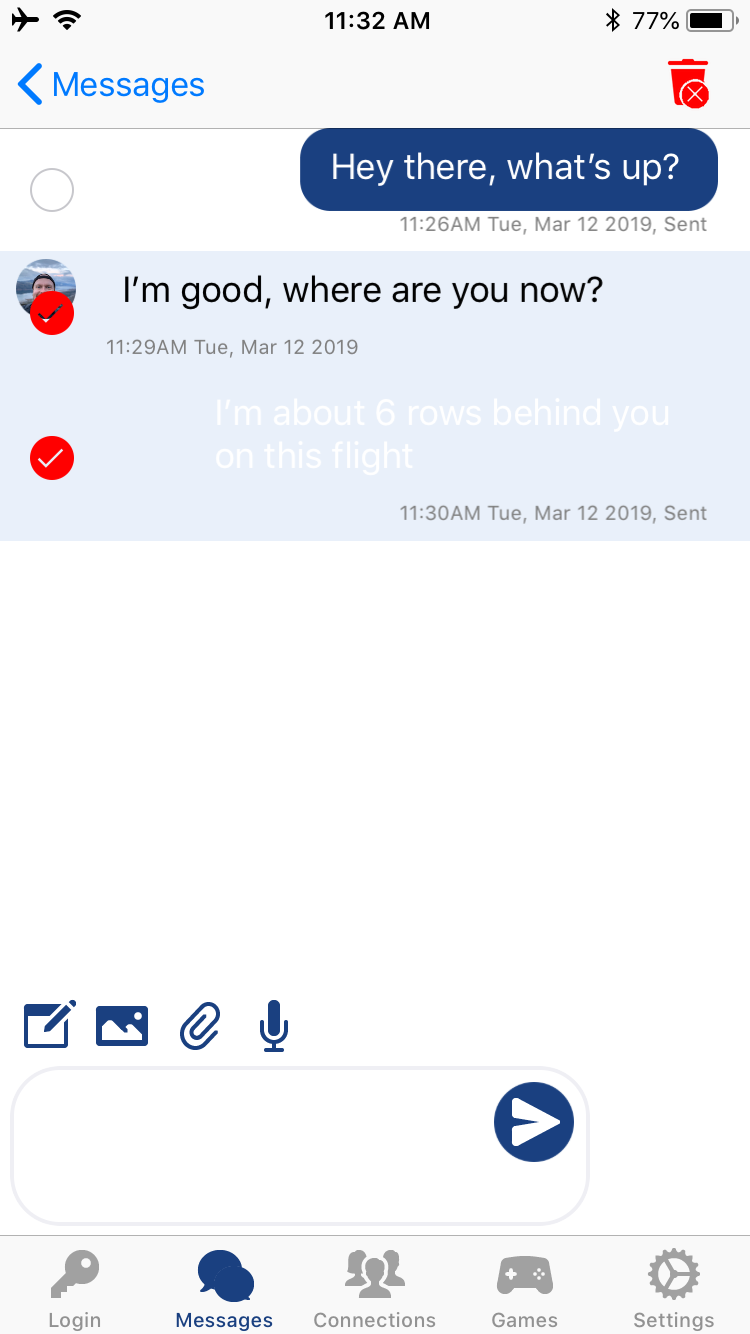 11:32 AM
77%
Messages
Hey there, what’s up?
11:26AM Tue, Mar 12 2019, Sent
I’m good, where are you now?
11:29AM Tue, Mar 12 2019
I’m about 6 rows behind you
on this flight
11:30AM Tue, Mar 12 2019, Sent
Login
Messages
Connections
Games
Settings